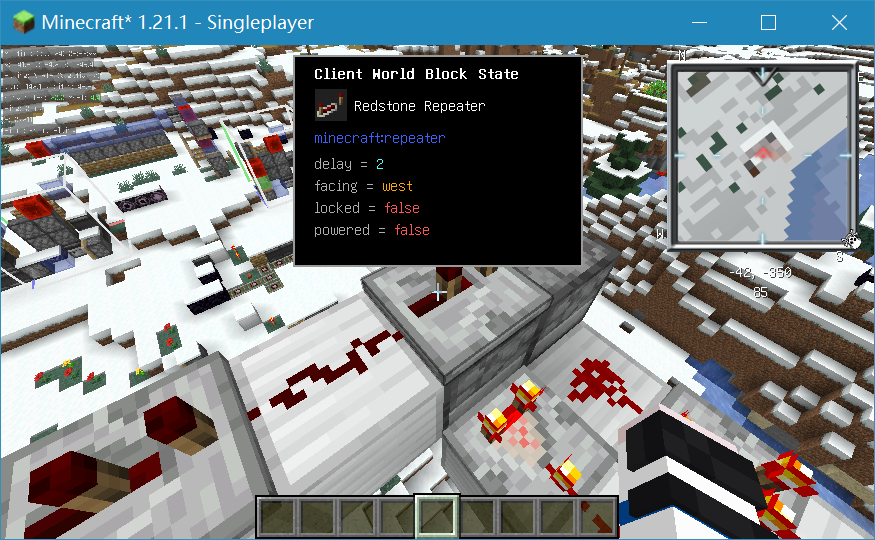 Minecraft* 1.21.1 - Singleplayer
Client World Block State
Redstone Repeater
minecraft:repeater
delay = 2
facing = west
locked = false
powered = false
N
E
W
S
-42, -350
85